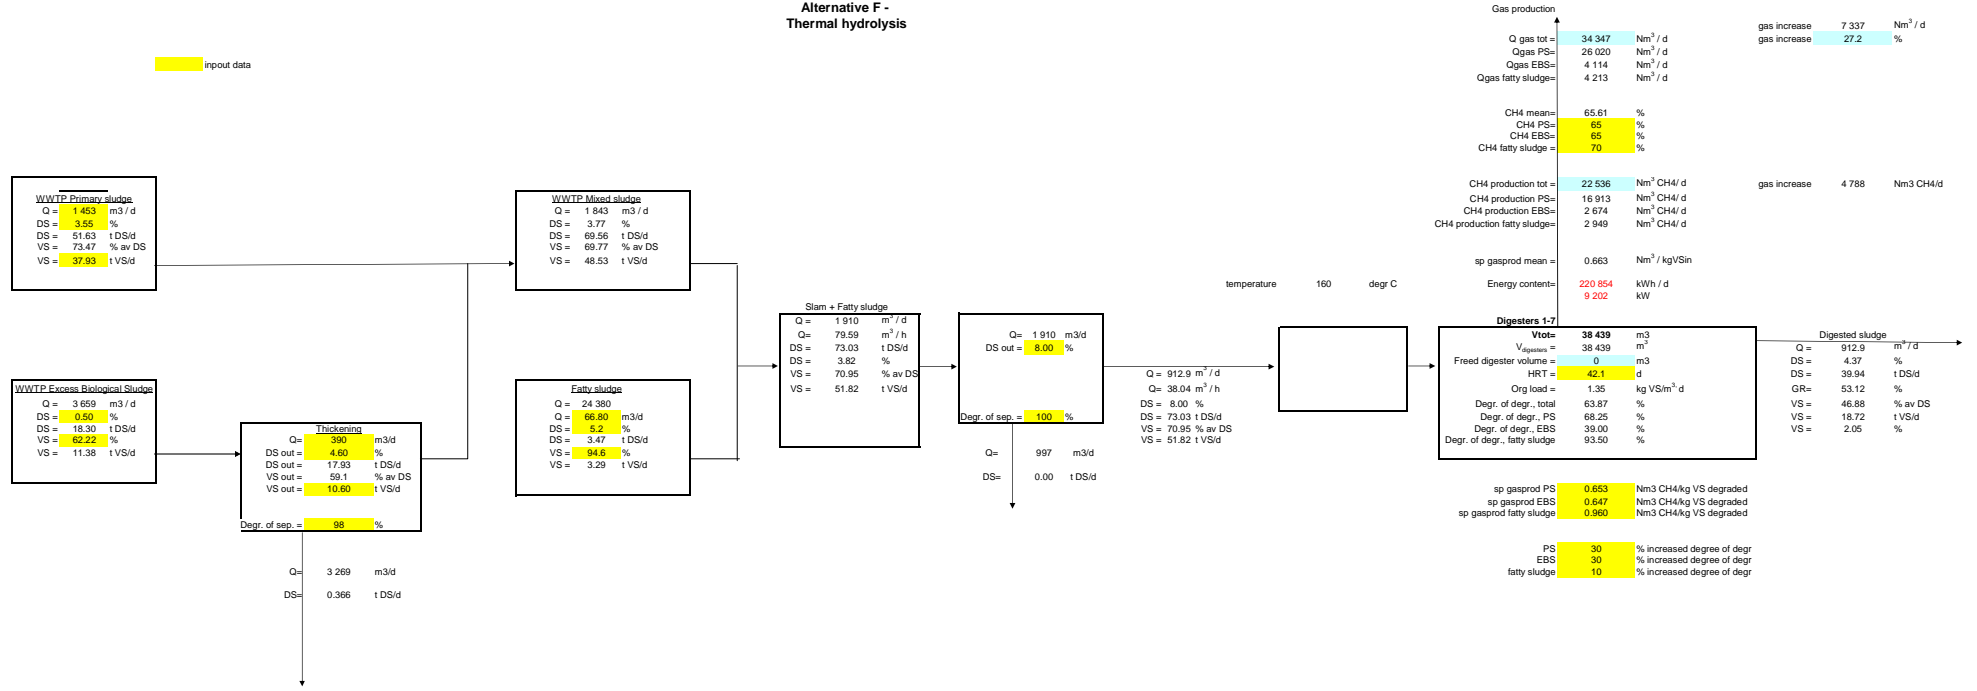 Alternative F -
Thermal hydrolysis
inpout data
WWTP Primary sludge
Q = 1 453 m3 / d
DS = 3.55 %
DS = 51.63 t DS/d
VS = 73.47 % av DS
VS = 37.93 t VS/d
WWTP Excess Biological Sludge
Q = 3 659 m3 / d
DS = 0.50 %
DS = 18.30 t DS/d
VS = 62.22 %
VS = 11.38 t VS/d
Thickening
Q= 390 m3/d
DS out = 4.60 %
DS out = 17.93 t DS/d
VS out = 59.1 % av DS
VS out = 10.60 t VS/d
Degr. of sep. = 98 %
Q= 3 269 m3/d
DS= 0.366 t DS/d
WWTP Mixed sludge
Q = 1 843 m3 / d
DS = 3.77 %
DS = 69.56 t DS/d
VS = 69.77 % av DS
VS = 48.53 t VS/d
Fatty sludge
Q = 24 380
Q = 66.80 m3/d
DS = 5.2 %
DS = 3.47 t DS/d
VS = 94.6 %
VS = 3.29 t VS/d
Slam + Fatty sludge
Q = 1 910 m³ / d
Q= 79.59 m³ / h
DS = 73.03 t DS/d
DS = 3.82 %
VS = 70.95 % av DS
VS = 51.82 t VS/d
Q= 1 910 m3/d
DS out = 8.00 %
Degr. of sep. = 100 %
Q= 997 m3/d
DS= 0.00 t DS/d
Q = 912.9 m³ / d
Q= 38.04 m³ / h
DS = 8.00 %
DS = 73.03 t DS/d
VS = 70.95 % av DS
VS = 51.82 t VS/d
temperature 160 degr C
Gas production
Q gas tot = 34 347 Nm³ / d
Qgas PS= 26 020 Nm³ / d
Qgas EBS= 4 114 Nm³ / d
Qgas fatty sludge= 4 213 Nm³ / d
gas increase 7 337 Nm³ / d
gas increase 27.2 %
CH4 mean= 65.61 %
CH4 PS= 65 %
CH4 EBS= 65 %
CH4 fatty sludge = 70 %
CH4 production tot = 22 536 Nm³ CH4/ d
CH4 production PS= 16 913 Nm³ CH4/ d
CH4 production EBS= 2 674 Nm³ CH4/ d
CH4 production fatty sludge= 2 949 Nm³ CH4/ d
gas increase 4 788 Nm3 CH4/d
sp gasprod mean = 0.663 Nm³ / kgVSin
Energy content= 220 854 kWh / d
9 202 kW
Digesters 1-7
Vtot= 38 439 m3
Vdigesters = 38 439 m³
Freed digester volume = 0 m3
HRT = 42.1 d
Org load = 1.35 kg VS/m³·d
Degr. of degr., total 63.87 %
Degr. of degr., PS 68.25 %
Degr. of degr., EBS 39.00 %
Degr. of degr., fatty sludge 93.50 %
Digested sludge
Q = 912.9 m³ / d
DS = 4.37 %
DS = 39.94 t DS/d
GR= 53.12 %
VS = 46.88 % av DS
VS = 18.72 t VS/d
VS = 2.05 %
sp gasprod PS 0.653 Nm3 CH4/kg VS degraded
sp gasprod EBS 0.647 Nm3 CH4/kg VS degraded
sp gasprod fatty sludge 0.960 Nm3 CH4/kg VS degraded
PS 30 % increased degree of degr
EBS 30 % increased degree of degr
fatty sludge 10 % increased degree of degr